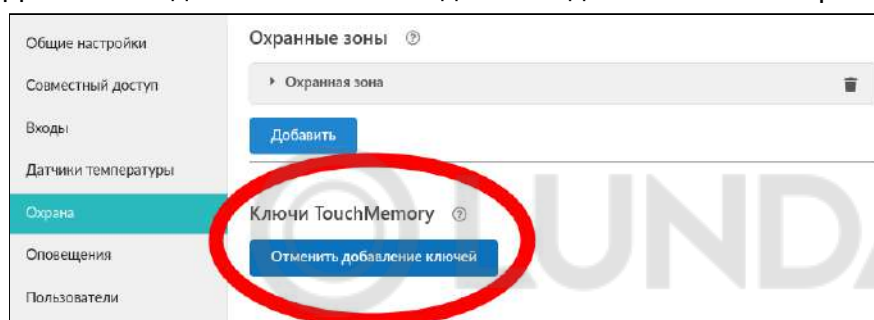 Общие настройки
Совместный доступ
Входы
Датчики температуры
Охрана
Оповещения
Пользователи
Охранные зоны
Охранная зона
Добавить
Ключи TouchMemory
Отменить добавление ключей
LUNDA